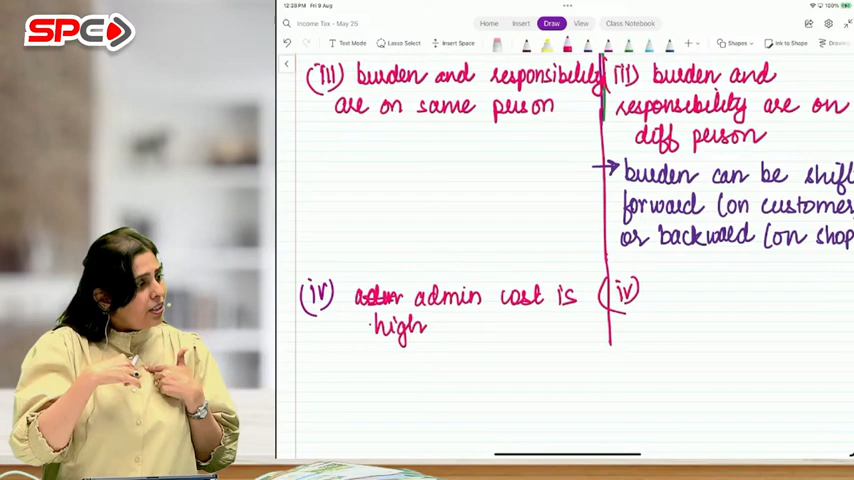 SPC
12:28 PM Fri 9 Aug
100%
Income Tax - May 25
Home Insert Draw View Class Notebook
Text Mode Lasso Select Insert Space Shapes Ink to Shape
(iii) burden and responsibility
are on same person
(iii) burden and
responsibility are on
diff person
→ burden can be shift
forward (on customer
or backward (on shop
(iv) admin cost is
high
(iv)